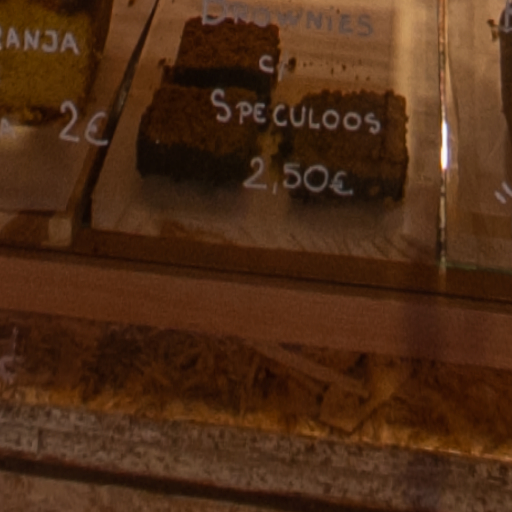 BROWNIES
C/
SPECULOOS
2,50€
RANJA
2€